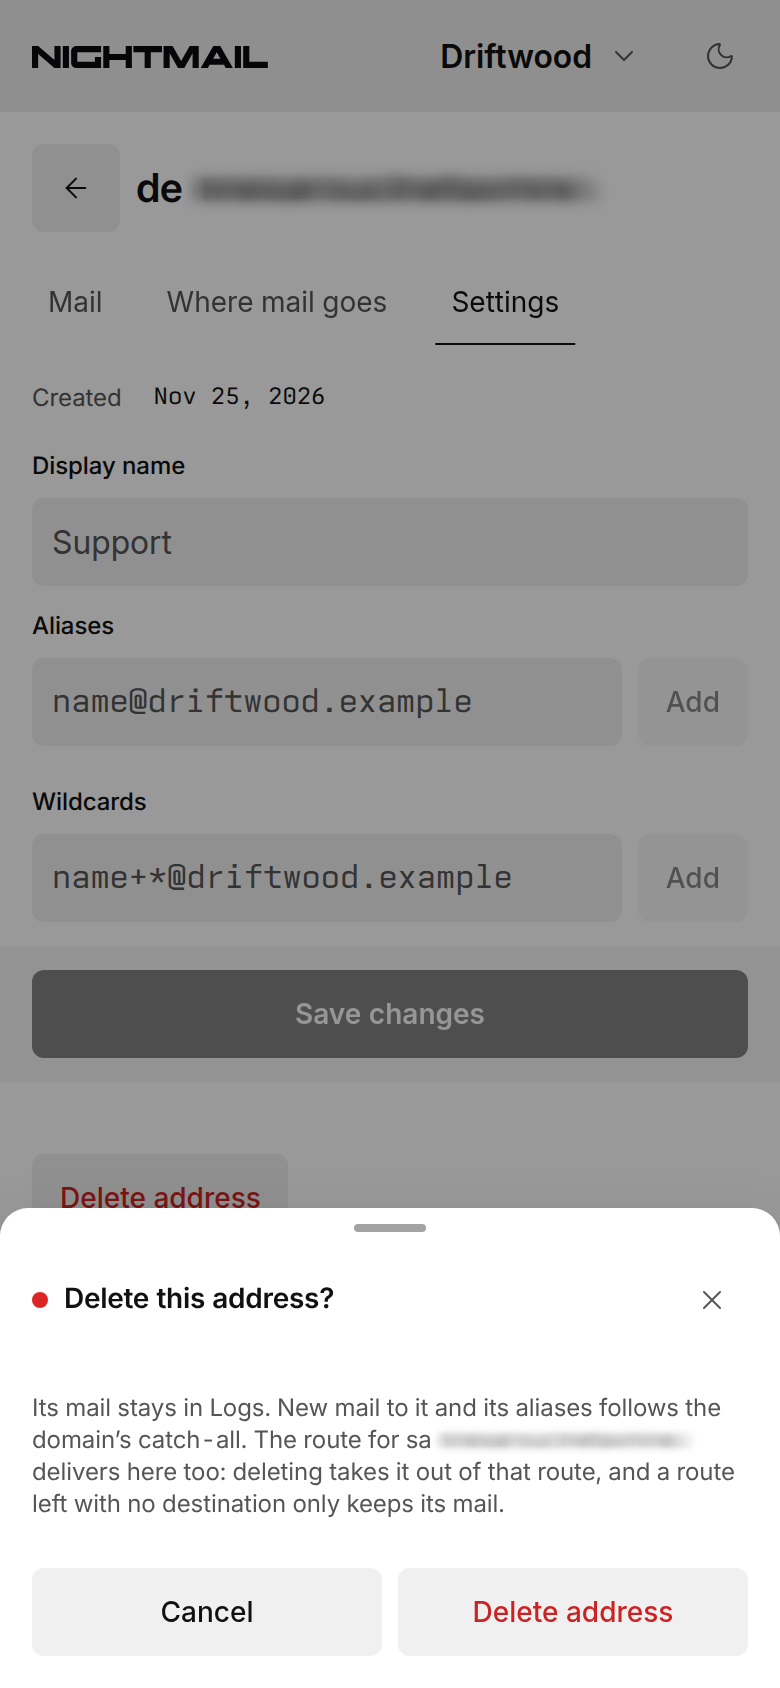 NIGHTMAIL
Driftwood
de
Mail Where mail goes Settings
Created Nov 25, 2026
Display name
Support
Aliases
name@driftwood.example Add
Wildcards
name+*@driftwood.example Add
Save changes
Delete address
Delete this address?
Its mail stays in Logs. New mail to it and its aliases follows the
domain’s catch-all. The route for sa
delivers here too: deleting takes it out of that route, and a route
left with no destination only keeps its mail.
Cancel Delete address